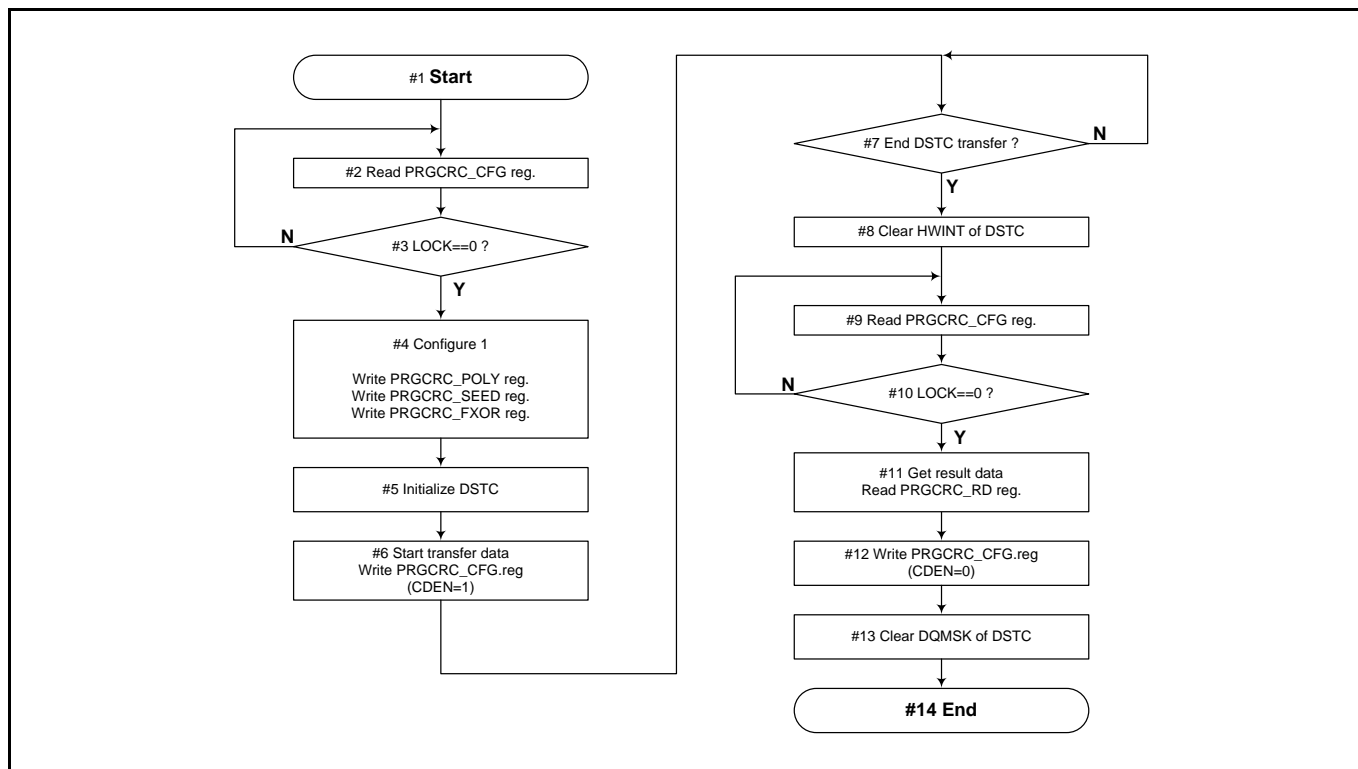 #1 Start
#2 Read PRGCRC_CFG reg.
#3 LOCK==0 ?
N
Y
#4 Configure 1
Write PRGCRC_POLY reg.
Write PRGCRC_SEED reg.
Write PRGCRC_FXOR reg.
#5 Initialize DSTC
#6 Start transfer data
Write PRGCRC_CFG.reg
(CDEN=1)
#7 End DSTC transfer ?
N
Y
#8 Clear HWINT of DSTC
#9 Read PRGCRC_CFG reg.
N
#10 LOCK==0 ?
Y
#11 Get result data
Read PRGCRC_RD reg.
#12 Write PRGCRC_CFG.reg
(CDEN=0)
#13 Clear DQMSK of DSTC
#14 End